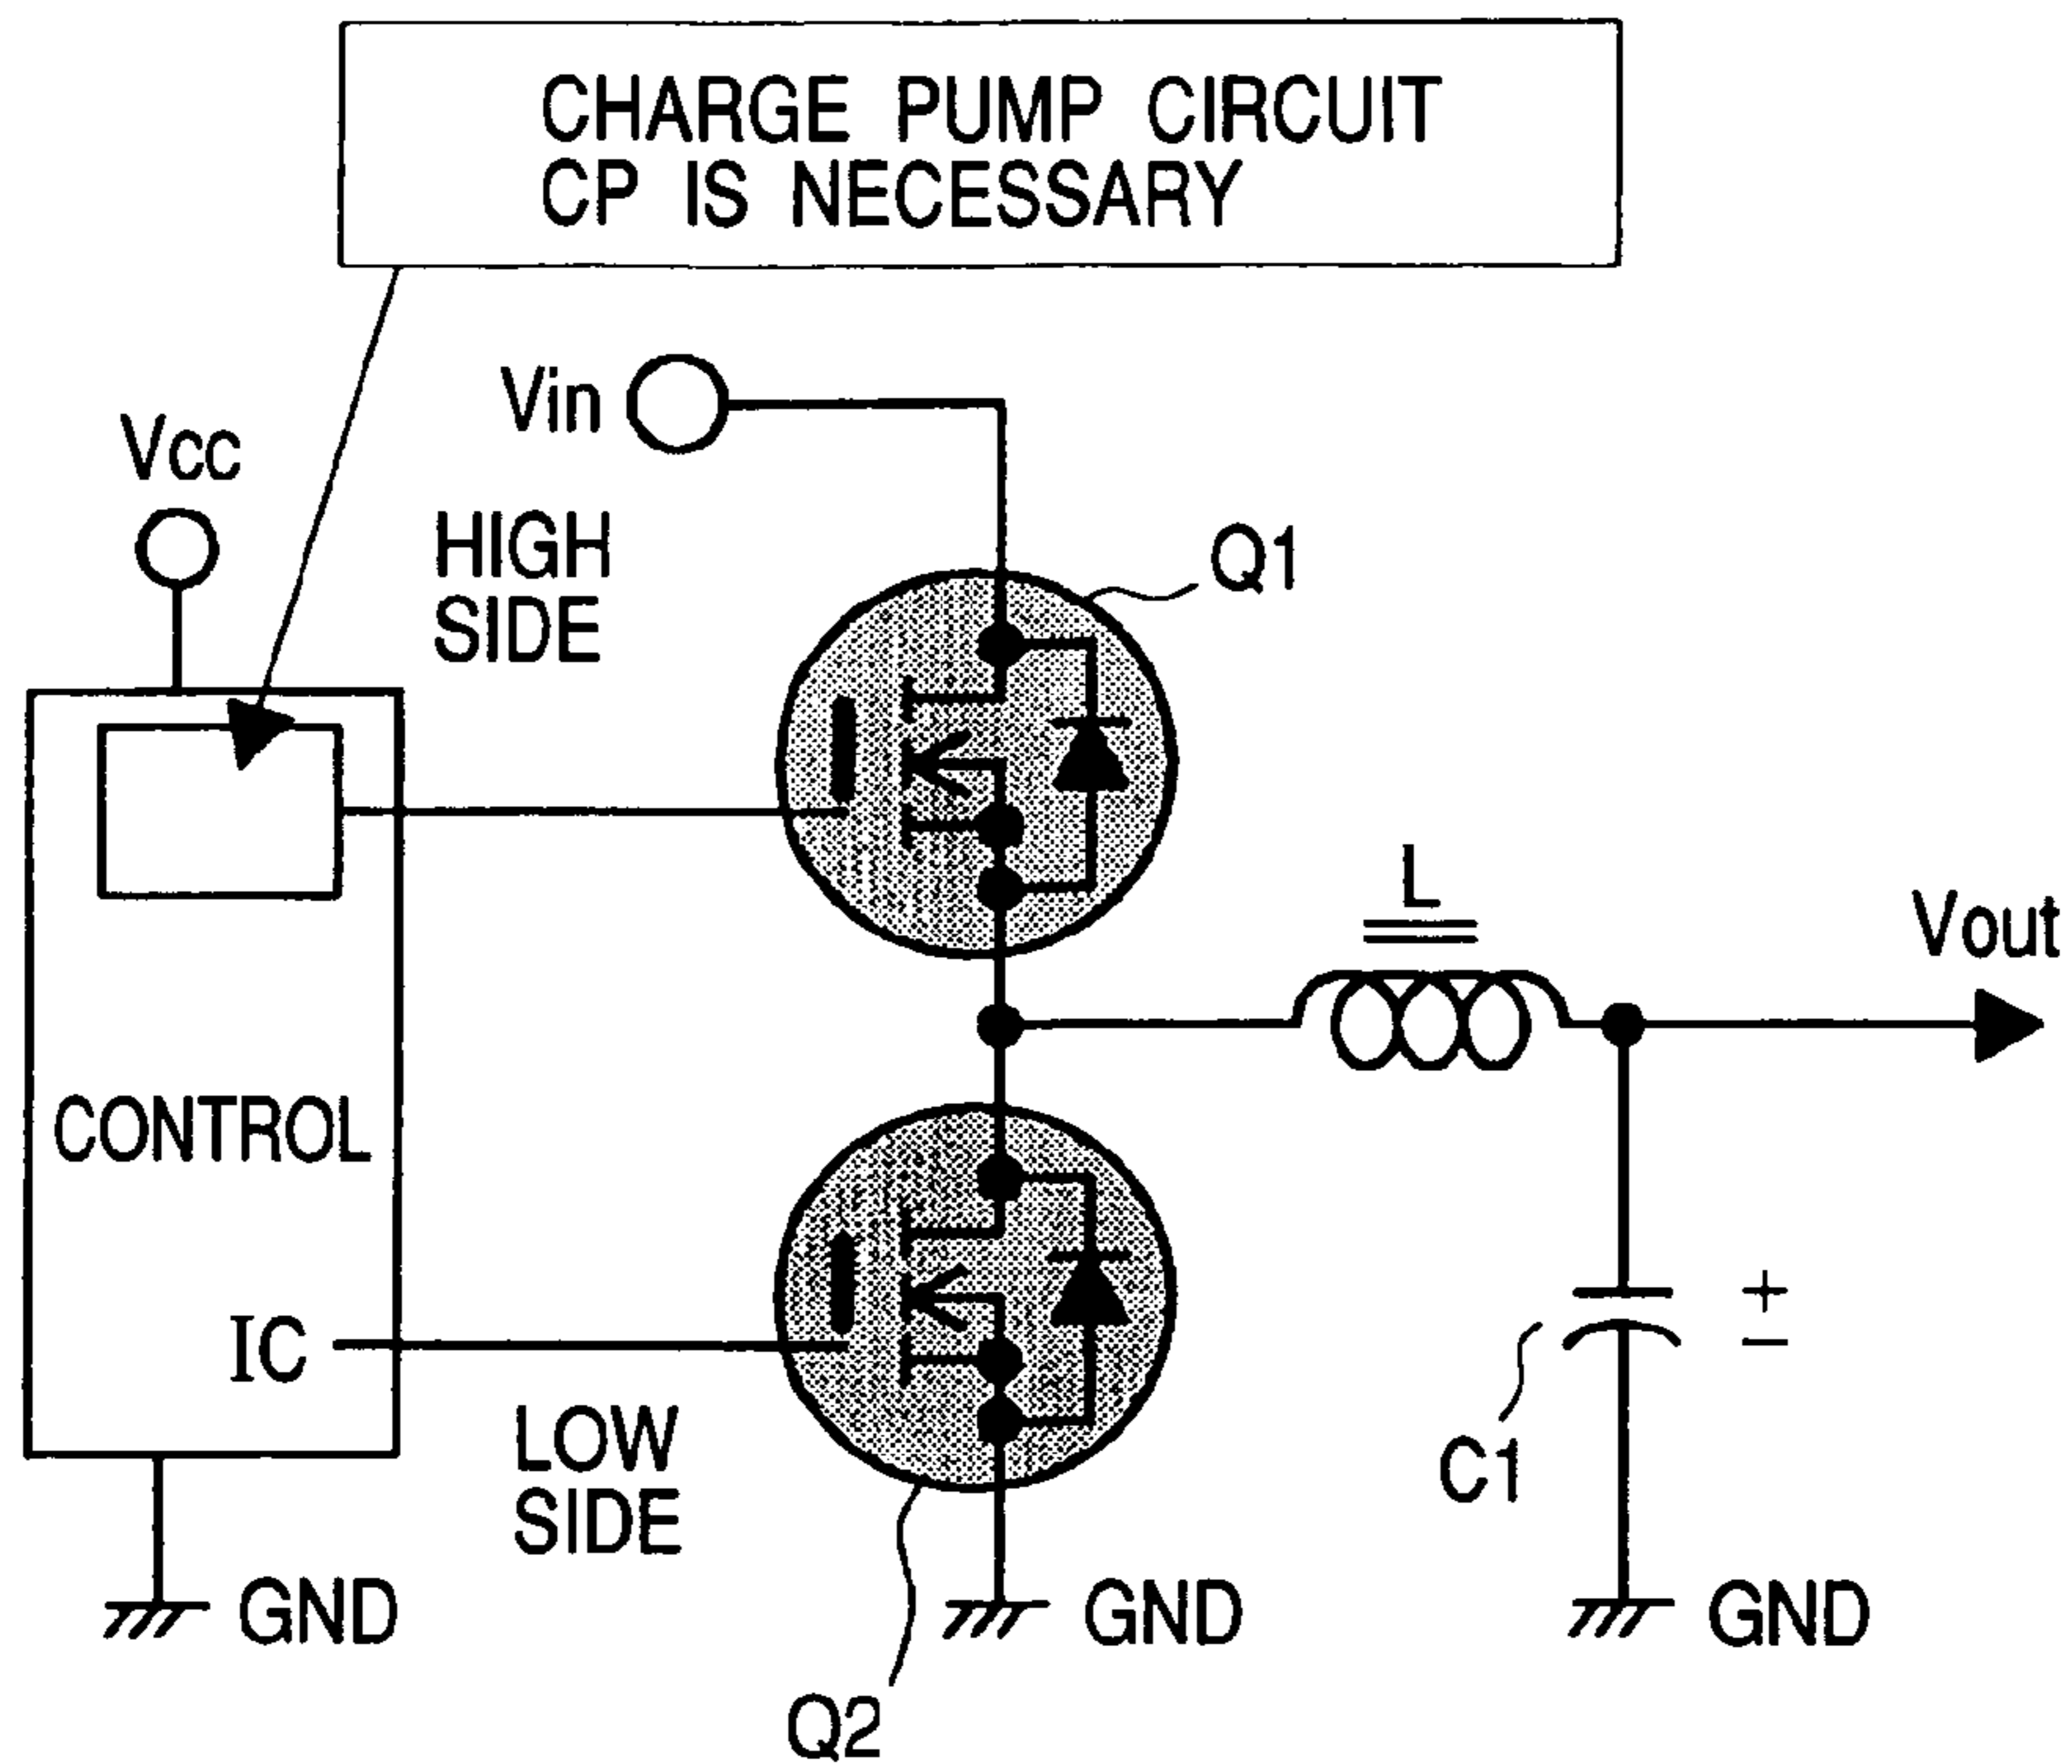 CHARGE PUMP CIRCUIT
CP IS NECESSARY
Vin
Vcc
HIGH
SIDE
Q1
L
Vout
CONTROL
IC
+
−
LOW
SIDE
C1
GND
GND
GND
Q2